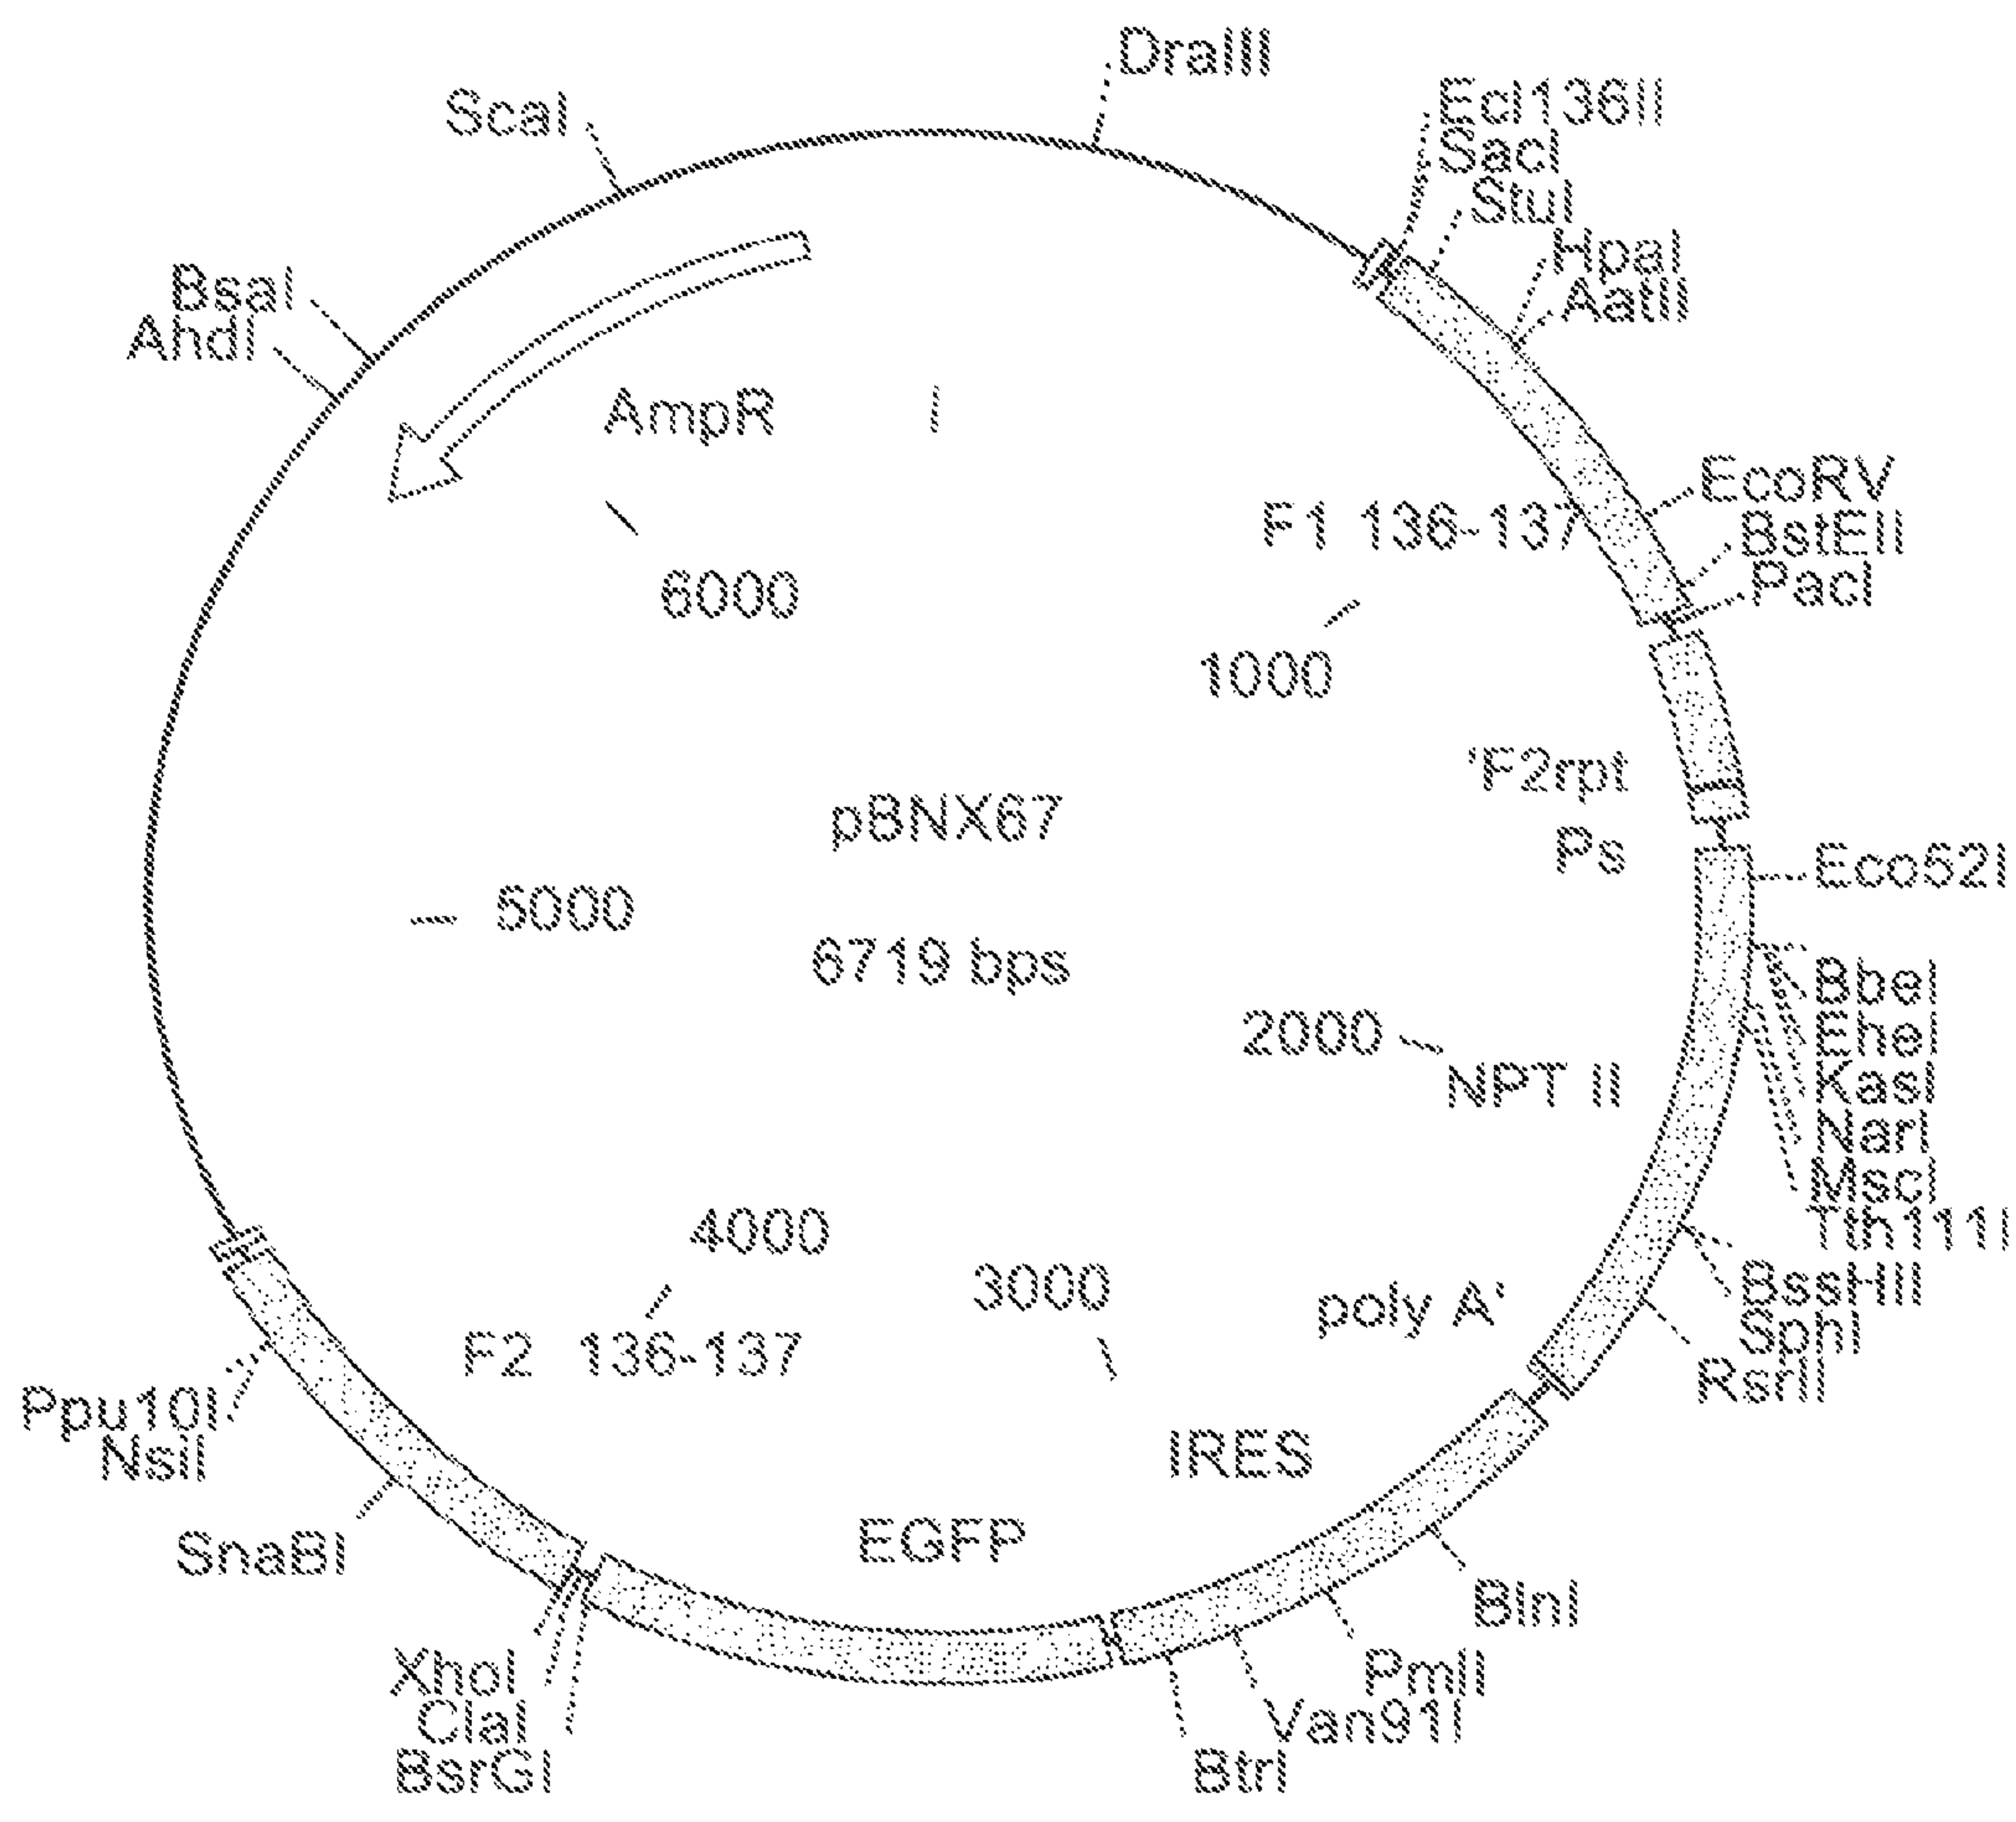 DraIII
Ecl136II
SacI
StuI
HpaI
AatII
ScaI
BsaI
AhdI
AmpR
6000
F1 136-137
1000
EcoRV
BstEII
PacI
'F2rpt
Ps
pBNX67
6719 bps
5000
Eco52I
BbeI
EheI
KasI
NarI
MscI
Tth111I
BssHII
SphI
RsrII
2000
NPT II
poly A'
4000
3000
F2 136-137
IRES
EGFP
Ppu10I
NsiI
SnaBI
XhoI
ClaI
BsrGI
BlnI
PmlI
Van91I
BtrI